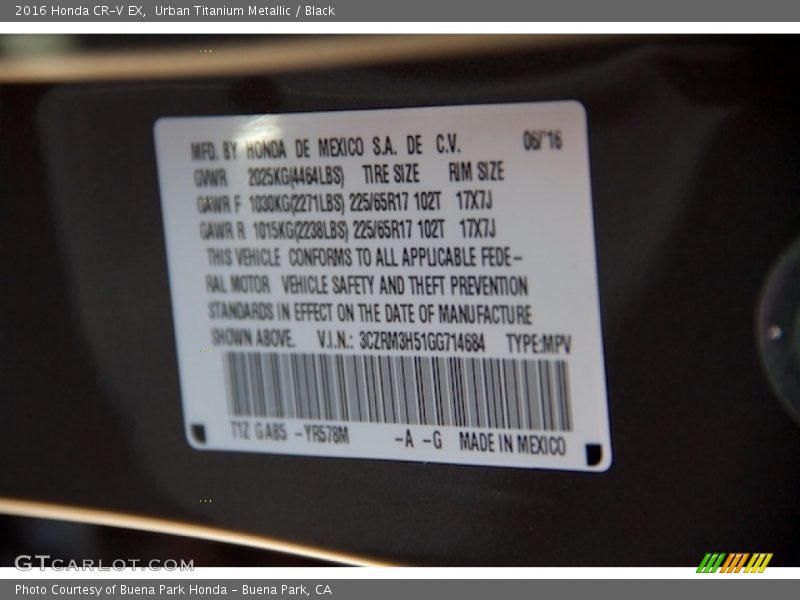 2016 Honda CR-V EX,  Urban Titanium Metallic / Black
MFD. BY HONDA DE MEXICO S.A. DE C.V. 06/'16
GVWR 2025KG(4464LBS) TIRE SIZE RIM SIZE
GAWR F 1030KG(2271LBS) 225/65R17 102T 17X7J
GAWR R 1015KG(2238LBS) 225/65R17 102T 17X7J
THIS VEHICLE CONFORMS TO ALL APPLICABLE FEDE-
RAL MOTOR VEHICLE SAFETY AND THEFT PREVENTION
STANDARDS IN EFFECT ON THE DATE OF MANUFACTURE
SHOWN ABOVE. V.I.N.: 3CZRM3H51GG714684 TYPE:MPV
T1Z GA85 -YR578M -A -G MADE IN MEXICO
GTcarlot.com
Photo Courtesy of Buena Park Honda - Buena Park, CA